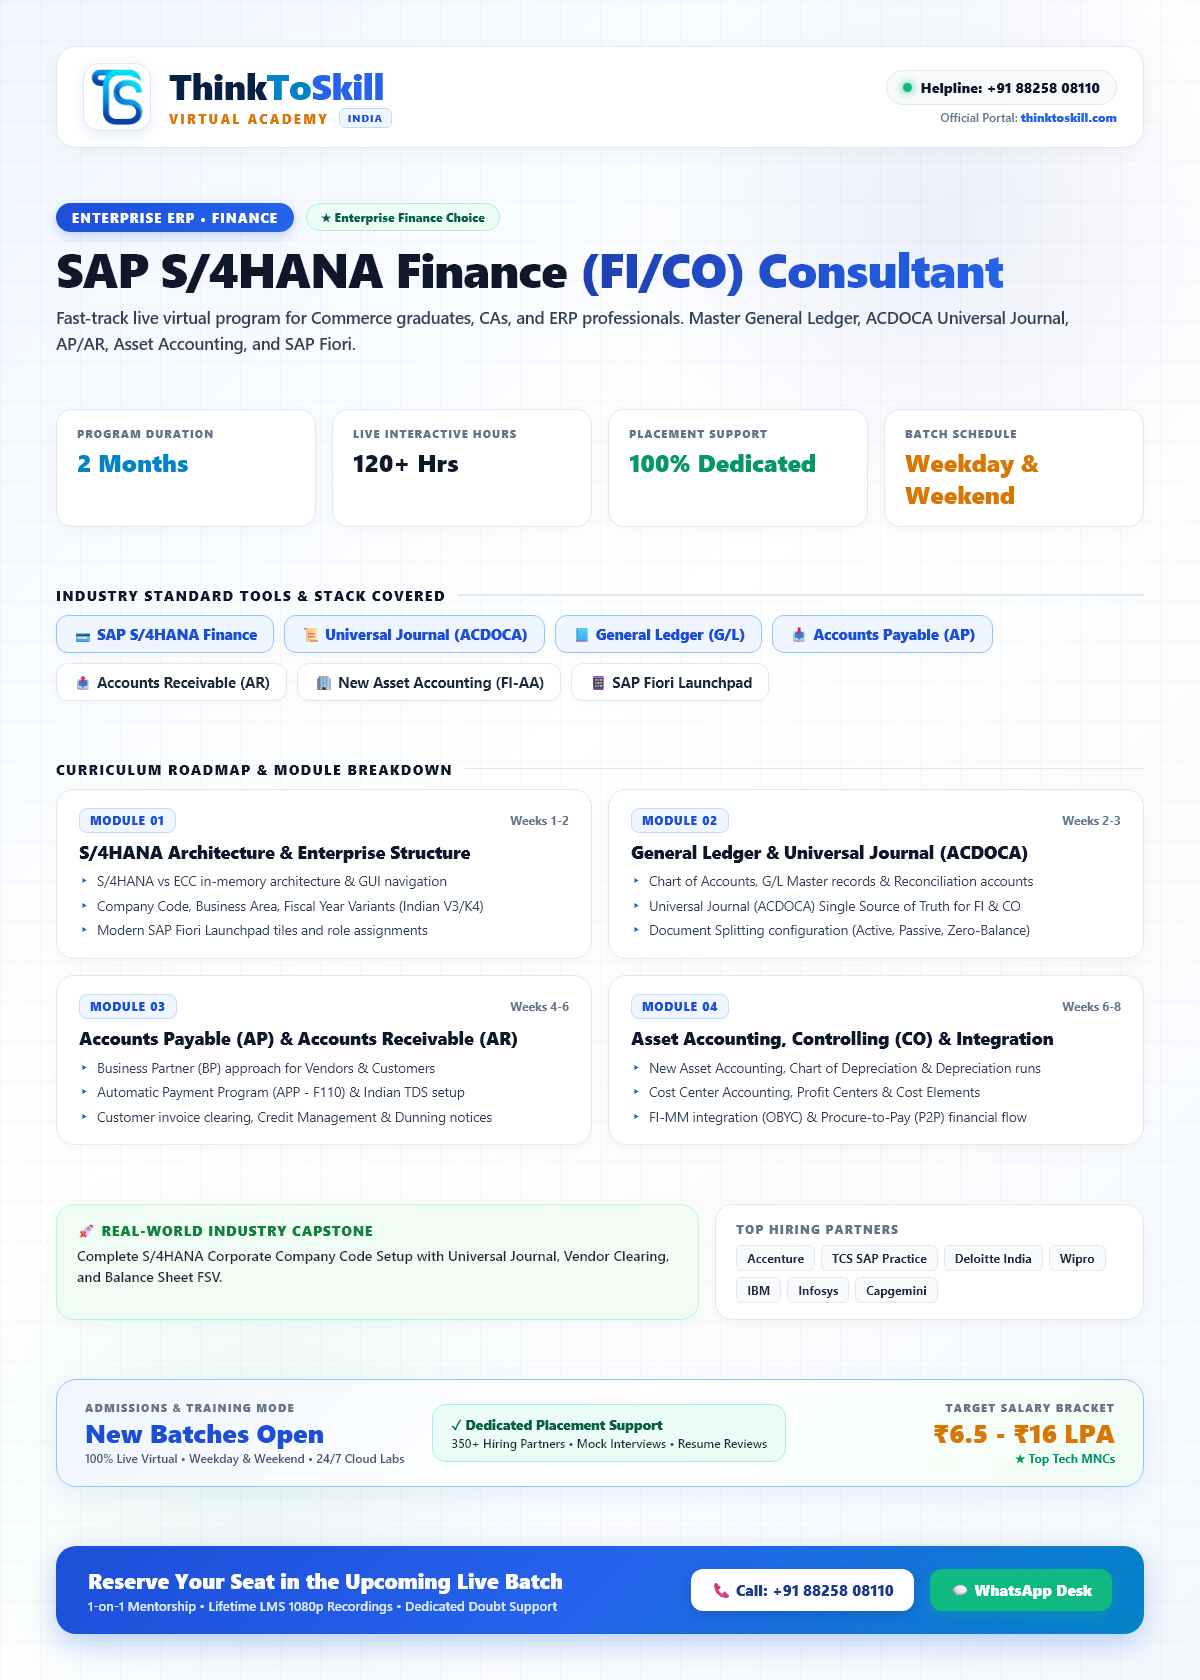 ThinkToSkill
VIRTUAL ACADEMY INDIA
Helpline: +91 88258 08110
Official Portal: thinktoskill.com
ENTERPRISE ERP • FINANCE
★ Enterprise Finance Choice
SAP S/4HANA Finance (FI/CO) Consultant
Fast-track live virtual program for Commerce graduates, CAs, and ERP professionals. Master General Ledger, ACDOCA Universal Journal,
AP/AR, Asset Accounting, and SAP Fiori.
PROGRAM DURATION
2 Months
LIVE INTERACTIVE HOURS
120+ Hrs
PLACEMENT SUPPORT
100% Dedicated
BATCH SCHEDULE
Weekday &
Weekend
INDUSTRY STANDARD TOOLS & STACK COVERED
SAP S/4HANA Finance
Universal Journal (ACDOCA)
General Ledger (G/L)
Accounts Payable (AP)
Accounts Receivable (AR)
New Asset Accounting (FI-AA)
SAP Fiori Launchpad
CURRICULUM ROADMAP & MODULE BREAKDOWN
MODULE 01
Weeks 1-2
S/4HANA Architecture & Enterprise Structure
‣ S/4HANA vs ECC in-memory architecture & GUI navigation
‣ Company Code, Business Area, Fiscal Year Variants (Indian V3/K4)
‣ Modern SAP Fiori Launchpad tiles and role assignments
MODULE 02
Weeks 2-3
General Ledger & Universal Journal (ACDOCA)
‣ Chart of Accounts, G/L Master records & Reconciliation accounts
‣ Universal Journal (ACDOCA) Single Source of Truth for FI & CO
‣ Document Splitting configuration (Active, Passive, Zero-Balance)
MODULE 03
Weeks 4-6
Accounts Payable (AP) & Accounts Receivable (AR)
‣ Business Partner (BP) approach for Vendors & Customers
‣ Automatic Payment Program (APP - F110) & Indian TDS setup
‣ Customer invoice clearing, Credit Management & Dunning notices
MODULE 04
Weeks 6-8
Asset Accounting, Controlling (CO) & Integration
‣ New Asset Accounting, Chart of Depreciation & Depreciation runs
‣ Cost Center Accounting, Profit Centers & Cost Elements
‣ FI-MM integration (OBYC) & Procure-to-Pay (P2P) financial flow
🚀 REAL-WORLD INDUSTRY CAPSTONE
Complete S/4HANA Corporate Company Code Setup with Universal Journal, Vendor Clearing,
and Balance Sheet FSV.
TOP HIRING PARTNERS
Accenture
TCS SAP Practice
Deloitte India
Wipro
IBM
Infosys
Capgemini
ADMISSIONS & TRAINING MODE
New Batches Open
100% Live Virtual • Weekday & Weekend • 24/7 Cloud Labs
✓ Dedicated Placement Support
350+ Hiring Partners • Mock Interviews • Resume Reviews
TARGET SALARY BRACKET
₹6.5 - ₹16 LPA
★ Top Tech MNCs
Reserve Your Seat in the Upcoming Live Batch
1-on-1 Mentorship • Lifetime LMS 1080p Recordings • Dedicated Doubt Support
📞 Call: +91 88258 08110
💬 WhatsApp Desk